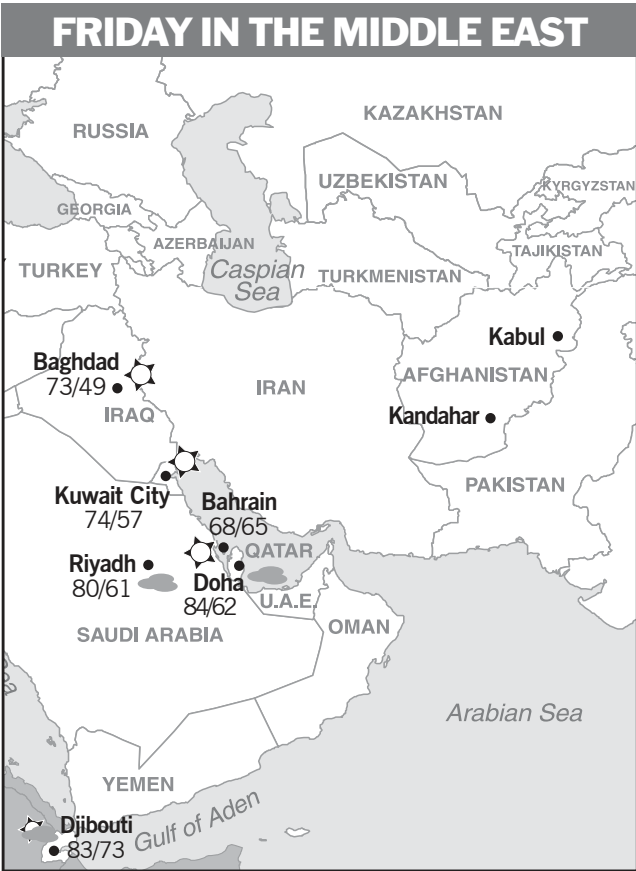 FRIDAY IN THE MIDDLE EAST
KAZAKHSTAN
RUSSIA
UZBEKISTAN
KYRGYZSTAN
GEORGIA
AZERBAIJAN
TAJIKISTAN
TURKEY
Caspian
Sea
TURKMENISTAN
Kabul
Baghdad
73/49
IRAN
AFGHANISTAN
IRAQ
Kandahar
PAKISTAN
Kuwait City
74/57
Bahrain
68/65
QATAR
Riyadh
80/61
Doha
84/62
U.A.E.
SAUDI ARABIA
OMAN
Arabian Sea
YEMEN
Djibouti
83/73
Gulf of Aden